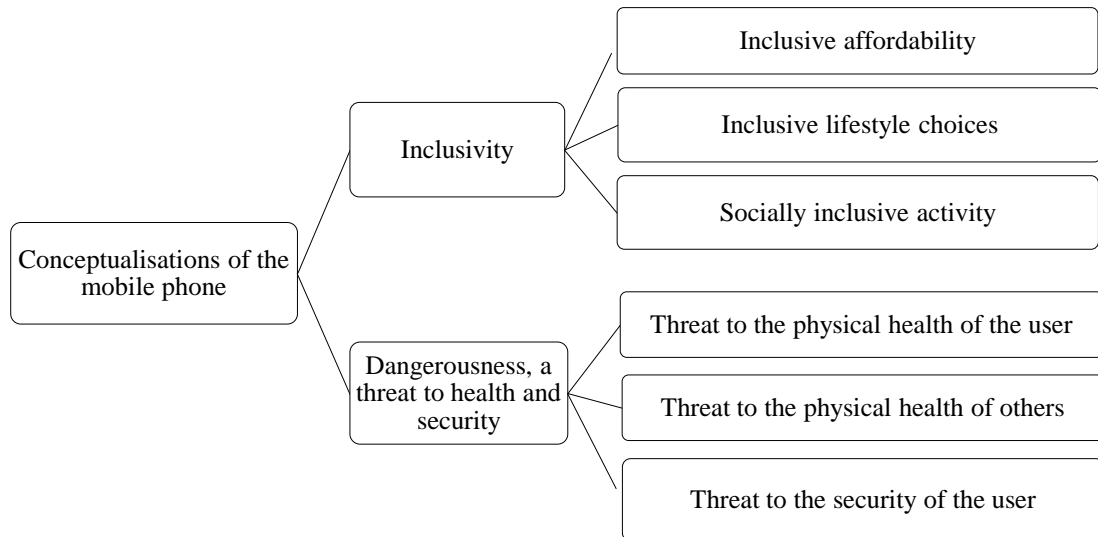 Conceptualisations of the
mobile phone
Inclusivity
Inclusive affordability
Inclusive lifestyle choices
Socially inclusive activity
Dangerousness, a
threat to health and
security
Threat to the physical health of the user
Threat to the physical health of others
Threat to the security of the user